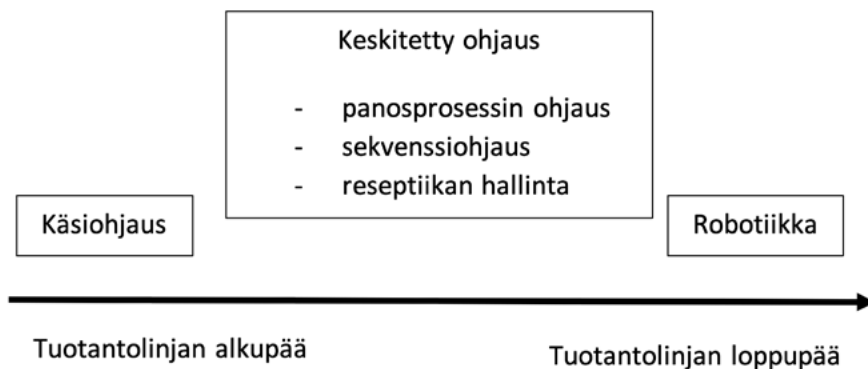 Keskitetty ohjaus
- panosprosessin ohjaus
- sekvenssiohjaus
- reseptiikan hallinta
Käsiohjaus
Robotiikka
Tuotantolinjan alkupää
Tuotantolinjan loppupää